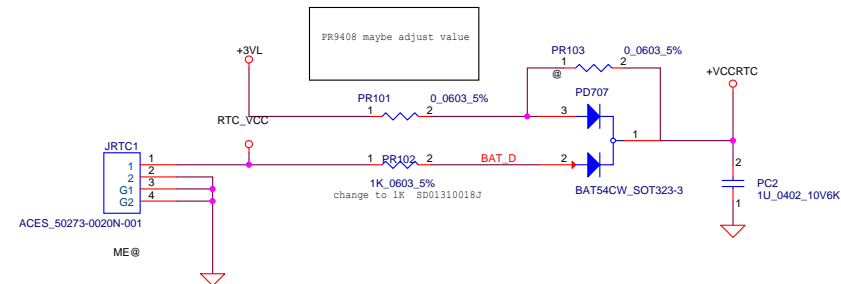 PR9408 maybe adjust value
+3VL
PR103
0_0603_5%
1
2
@
+VCCRTC
PR101
0_0603_5%
PD707
1
2
3
RTC_VCC
1
JRTC1
2
1
1
1
PR102
2
BAT_D
2
2
2
G1
3
1K_0603_5%
BAT54CW_SOT323-3
PC2
G2
4
change to 1K SD01310018J
1U_0402_10V6K
1
ACES_50273-0020N-001
ME@